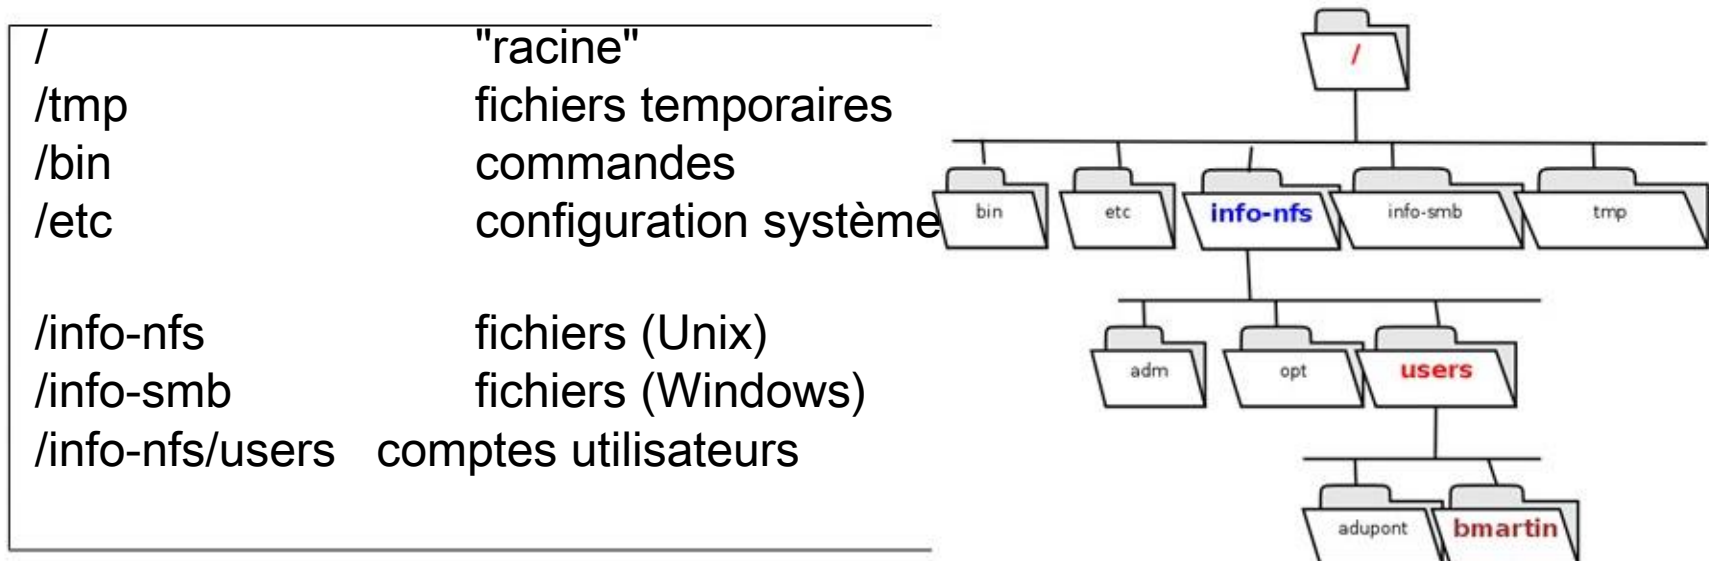 / "racine"
/tmp fichiers temporaires
/bin commandes
/etc configuration système
/info-nfs fichiers (Unix)
/info-smb fichiers (Windows)
/info-nfs/users comptes utilisateurs
/
bin etc info-nfs info-smb tmp
adm opt users
adupont bmartin